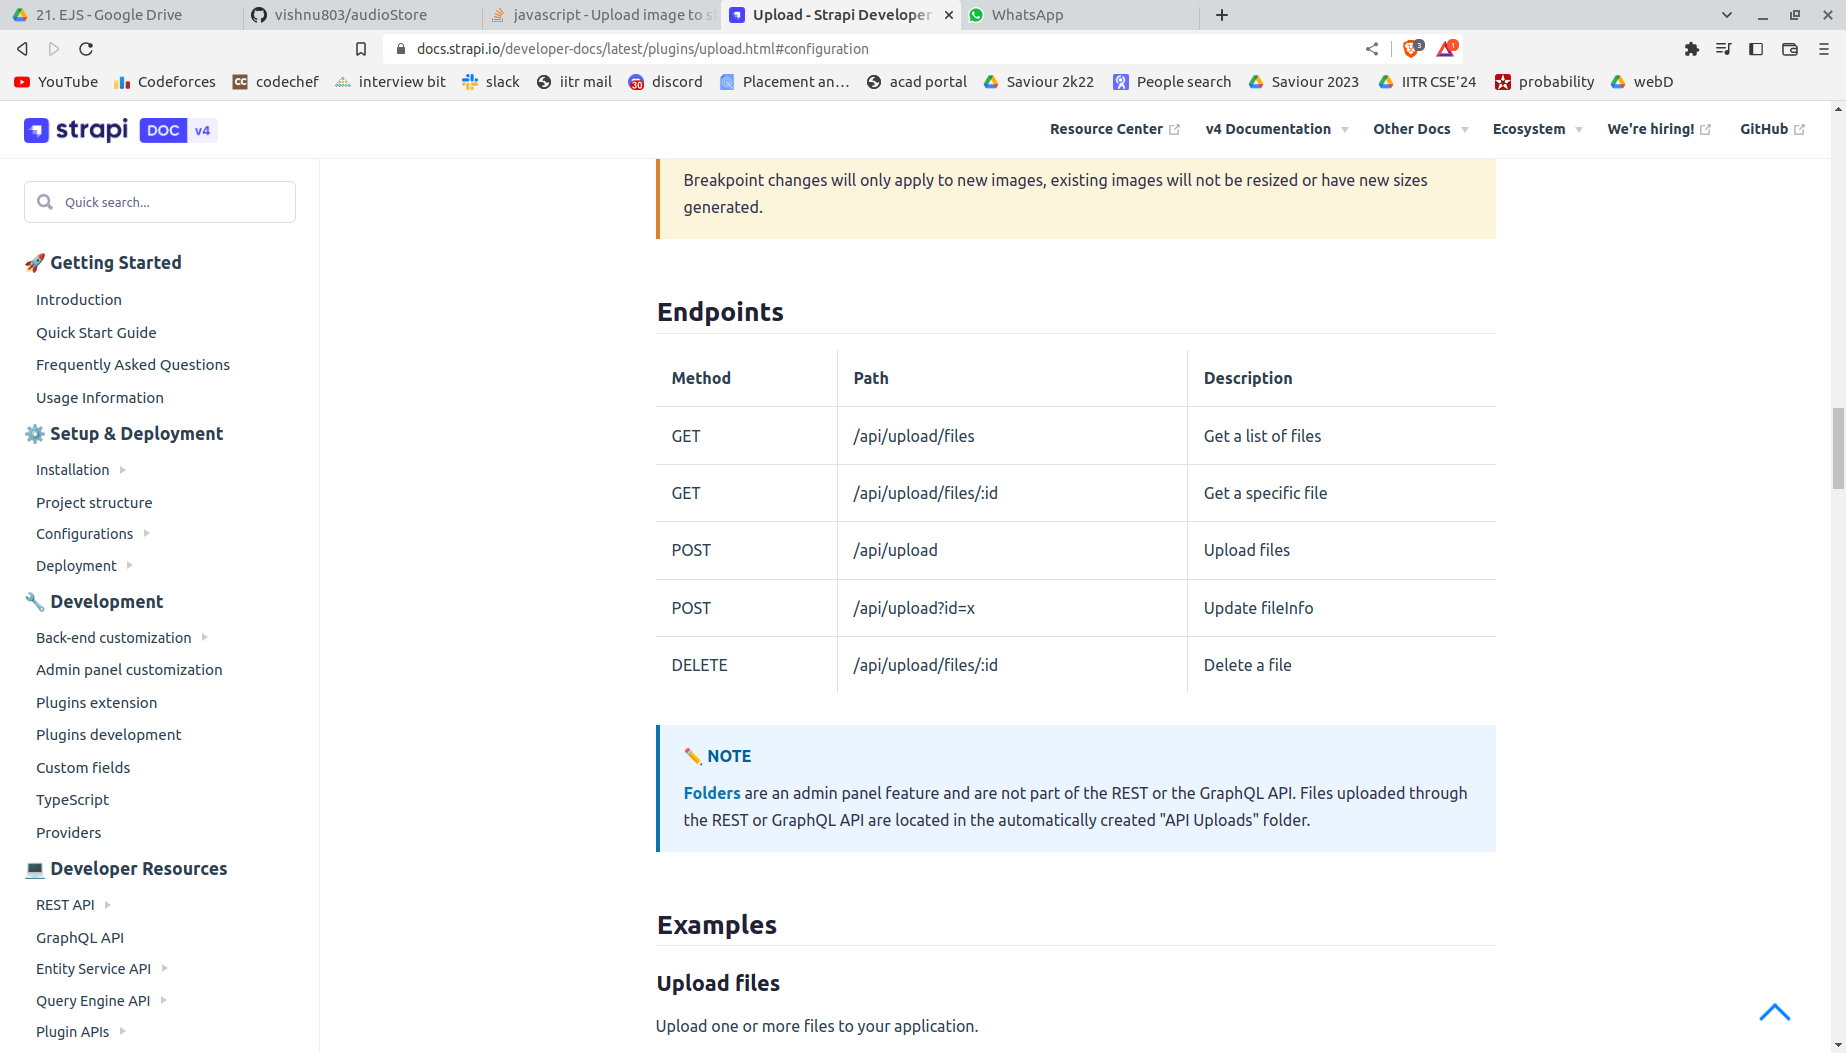 21. EJS - Google Drive
vishnu803/audioStore
javascript - Upload image to s
Upload - Strapi Developer
WhatsApp
docs.strapi.io/developer-docs/latest/plugins/upload.html#configuration
3
1
YouTube
Codeforces
CC codechef
interview bit
slack
iitr mail
30 discord
Placement an...
acad portal
Saviour 2k22
People search
Saviour 2023
IITR CSE'24
probability
webD
strapi DOC v4
Resource Center
v4 Documentation
Other Docs
Ecosystem
We're hiring!
GitHub
Quick search...
🚀 Getting Started
Introduction
Quick Start Guide
Frequently Asked Questions
Usage Information
⚙️ Setup & Deployment
Installation
Project structure
Configurations
Deployment
🔧 Development
Back-end customization
Admin panel customization
Plugins extension
Plugins development
Custom fields
TypeScript
Providers
💻 Developer Resources
REST API
GraphQL API
Entity Service API
Query Engine API
Plugin APIs
Breakpoint changes will only apply to new images, existing images will not be resized or have new sizes
generated.
Endpoints
Method Path Description
GET /api/upload/files Get a list of files
GET /api/upload/files/:id Get a specific file
POST /api/upload Upload files
POST /api/upload?id=x Update fileInfo
DELETE /api/upload/files/:id Delete a file
✏️ NOTE
Folders are an admin panel feature and are not part of the REST or the GraphQL API. Files uploaded through
the REST or GraphQL API are located in the automatically created "API Uploads" folder.
Examples
Upload files
Upload one or more files to your application.